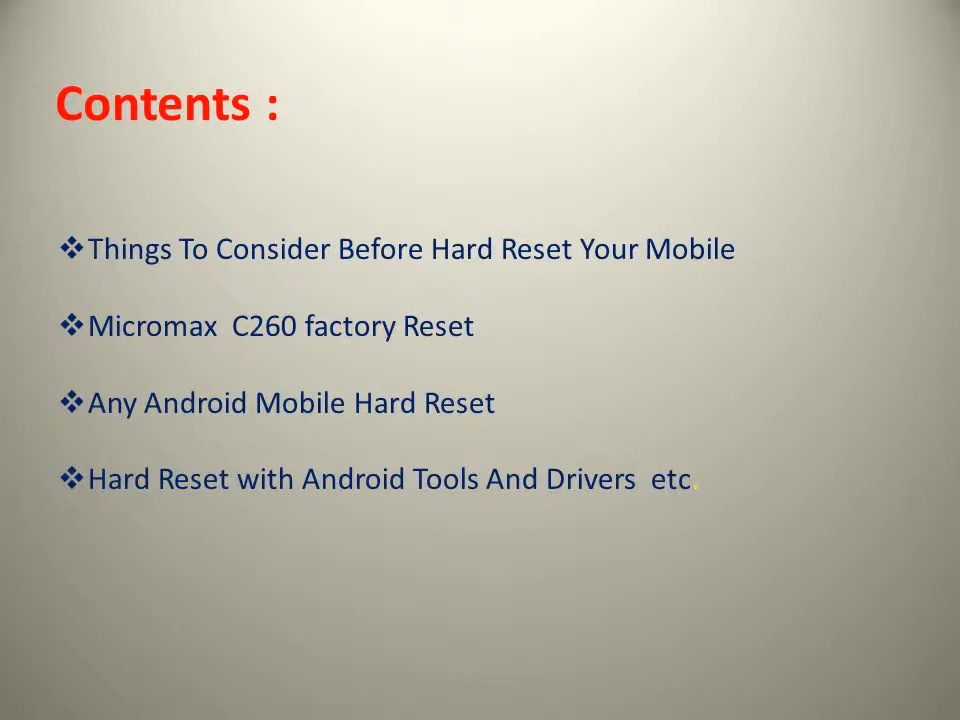 Contents :
❖Things To Consider Before Hard Reset Your Mobile
❖Micromax  C260 factory Reset
❖Any Android Mobile Hard Reset
❖Hard Reset with Android Tools And Drivers  etc.